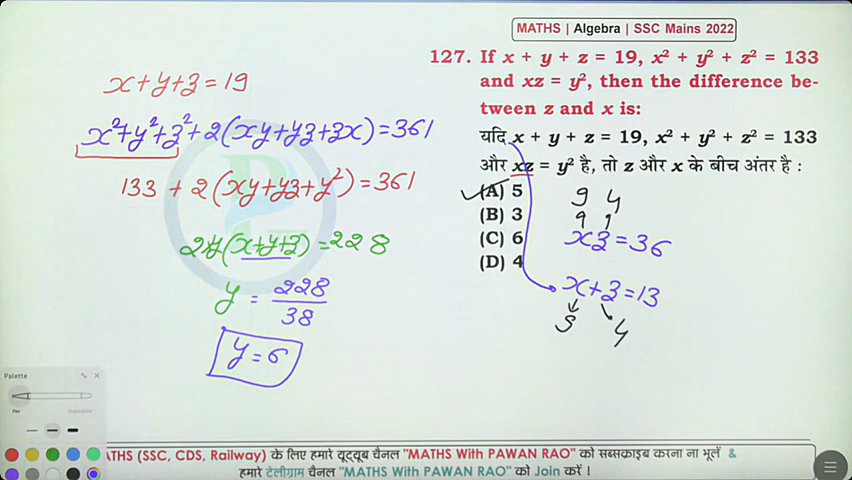 MATHS | Algebra | SSC Mains 2022
127. If x + y + z = 19, x² + y² + z² = 133
and xz = y², then the difference be-
tween z and x is:
यदि x + y + z = 19, x² + y² + z² = 133
और xz = y² है, तो z और x के बीच अंतर है :
(A) 5
(B) 3
(C) 6
(D) 4
x+y+z=19
x²+y²+z²+2(xy+yz+zx)=361
133 + 2(xy+yz+y²)=361
2y(x+y+z)=228
y = 228/38
y=6
9 4
xz=36
x+z=13
9 4
Palette
Pen
MATHS (SSC, CDS, Railway) के लिए हमारे यूट्यूब चैनल "MATHS With PAWAN RAO" को सब्सक्राइब करना ना भूलें &
हमारे टेलीग्राम चैनल "MATHS With PAWAN RAO" को Join करें !